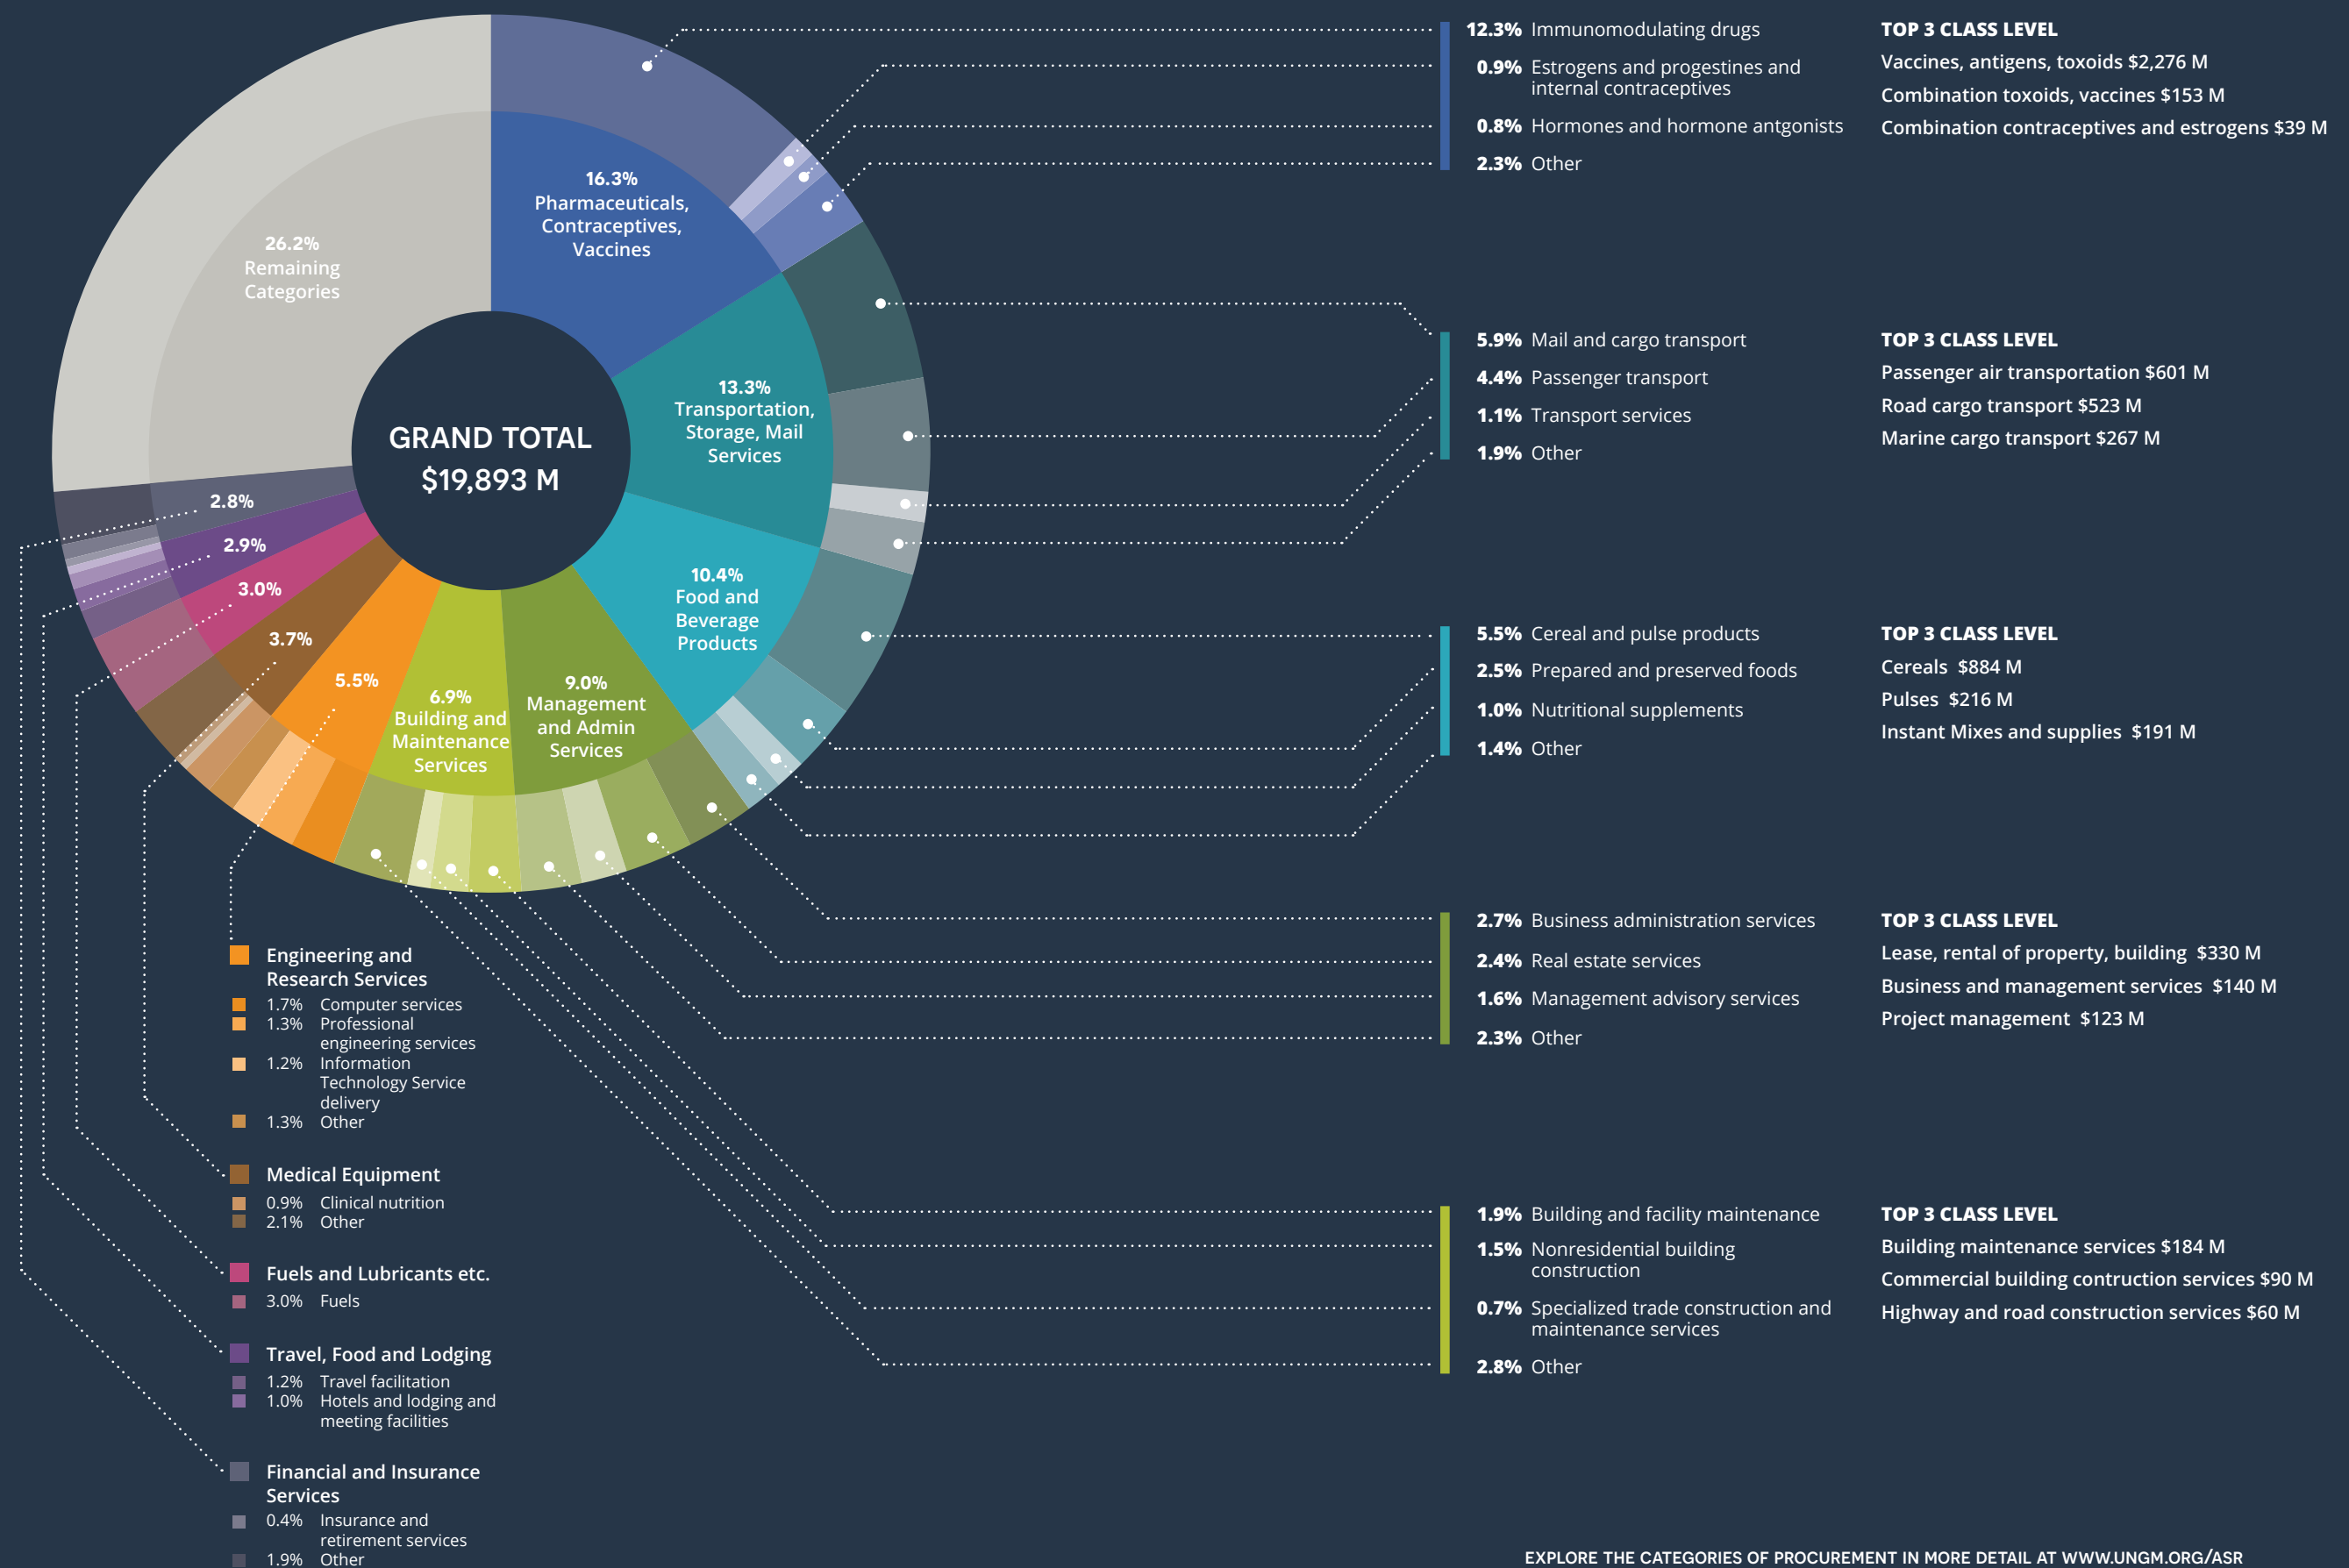 16.3%
Pharmaceuticals,
Contraceptives,
Vaccines
26.2%
Remaining
Categories
13.3%
Transportation,
Storage, Mail
Services
GRAND TOTAL
$19,893 M
10.4%
Food and
Beverage
Products
9.0%
Management
and Admin
Services
6.9%
Building and
Maintenance
Services
5.5%
3.7%
3.0%
2.9%
2.8%
12.3% Immunomodulating drugs
0.9% Estrogens and progestines and
internal contraceptives
0.8% Hormones and hormone antgonists
2.3% Other
TOP 3 CLASS LEVEL
Vaccines, antigens, toxoids $2,276 M
Combination toxoids, vaccines $153 M
Combination contraceptives and estrogens $39 M
5.9% Mail and cargo transport
4.4% Passenger transport
1.1% Transport services
1.9% Other
TOP 3 CLASS LEVEL
Passenger air transportation $601 M
Road cargo transport $523 M
Marine cargo transport $267 M
5.5% Cereal and pulse products
2.5% Prepared and preserved foods
1.0% Nutritional supplements
1.4% Other
TOP 3 CLASS LEVEL
Cereals $884 M
Pulses $216 M
Instant Mixes and supplies $191 M
2.7% Business administration services
2.4% Real estate services
1.6% Management advisory services
2.3% Other
TOP 3 CLASS LEVEL
Lease, rental of property, building $330 M
Business and management services $140 M
Project management $123 M
1.9% Building and facility maintenance
1.5% Nonresidential building
construction
0.7% Specialized trade construction and
maintenance services
2.8% Other
TOP 3 CLASS LEVEL
Building maintenance services $184 M
Commercial building contruction services $90 M
Highway and road construction services $60 M
Engineering and
Research Services
1.7% Computer services
1.3% Professional
engineering services
1.2% Information
Technology Service
delivery
1.3% Other
Medical Equipment
0.9% Clinical nutrition
2.1% Other
Fuels and Lubricants etc.
3.0% Fuels
Travel, Food and Lodging
1.2% Travel facilitation
1.0% Hotels and lodging and
meeting facilities
Financial and Insurance
Services
0.4% Insurance and
retirement services
1.9% Other
EXPLORE THE CATEGORIES OF PROCUREMENT IN MORE DETAIL AT WWW.UNGM.ORG/ASR